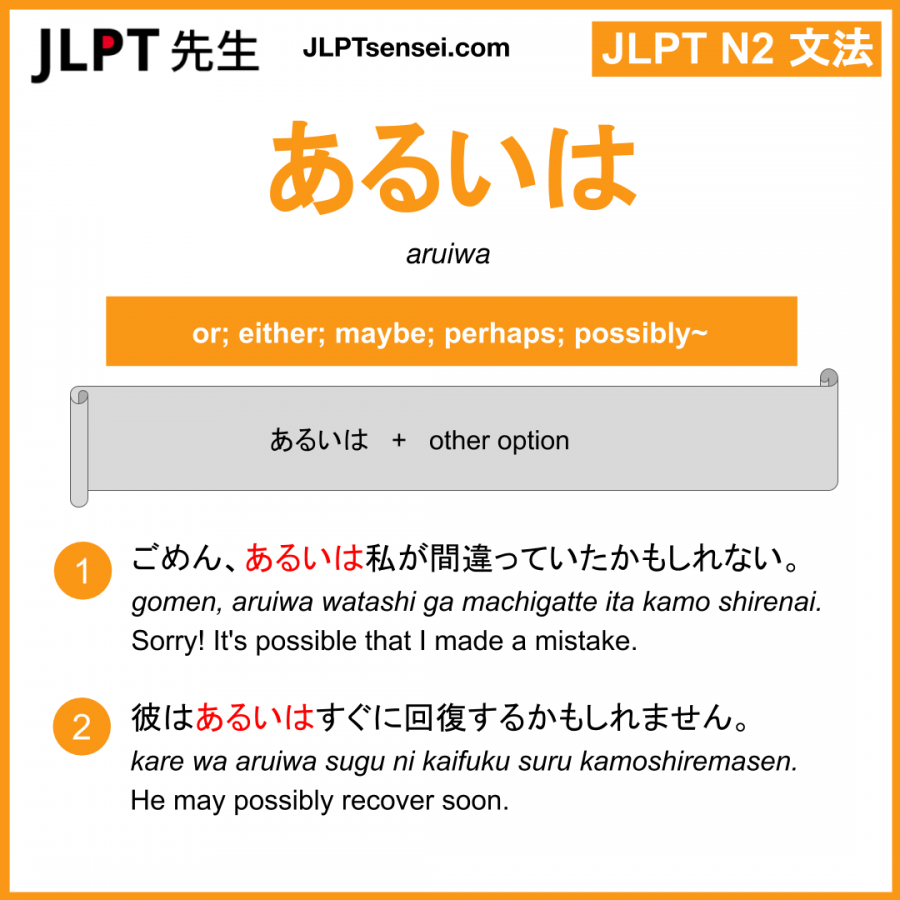 JLPT 先生 JLPTsensei.com JLPT N2 文法
あるいは
aruiwa
or; either; maybe; perhaps; possibly~
あるいは + other option
1 ごめん、あるいは私が間違っていたかもしれない。
gomen, aruiwa watashi ga machigatte ita kamo shirenai.
Sorry! It's possible that I made a mistake.
2 彼はあるいはすぐに回復するかもしれません。
kare wa aruiwa sugu ni kaifuku suru kamoshiremasen.
He may possibly recover soon.